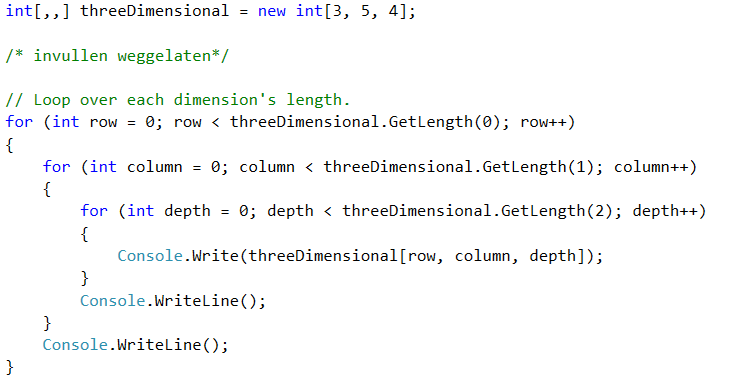 int[,,] threeDimensional = new int[3, 5, 4];
/* invullen weggelaten*/
// Loop over each dimension's length.
for (int row = 0; row < threeDimensional.GetLength(0); row++)
{
    for (int column = 0; column < threeDimensional.GetLength(1); column++)
    {
        for (int depth = 0; depth < threeDimensional.GetLength(2); depth++)
        {
            Console.Write(threeDimensional[row, column, depth]);
        }
        Console.WriteLine();
    }
    Console.WriteLine();
}